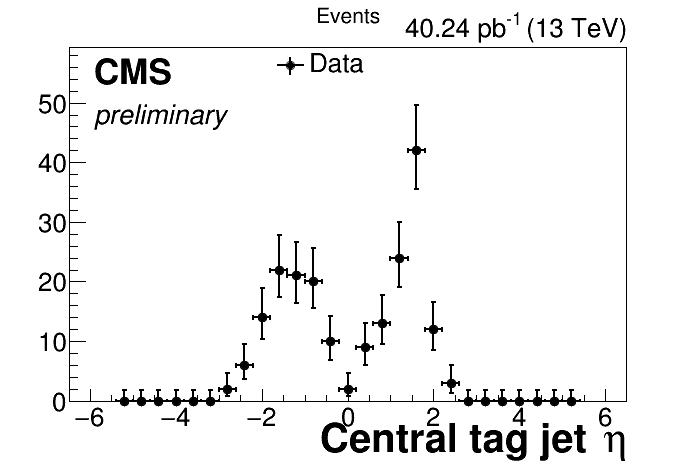 Events
40.24 pb-1 (13 TeV)
CMS
Data
preliminary
50
40
30
20
10
0
−6 −4 −2 0 2 4 6
Central tag jet η